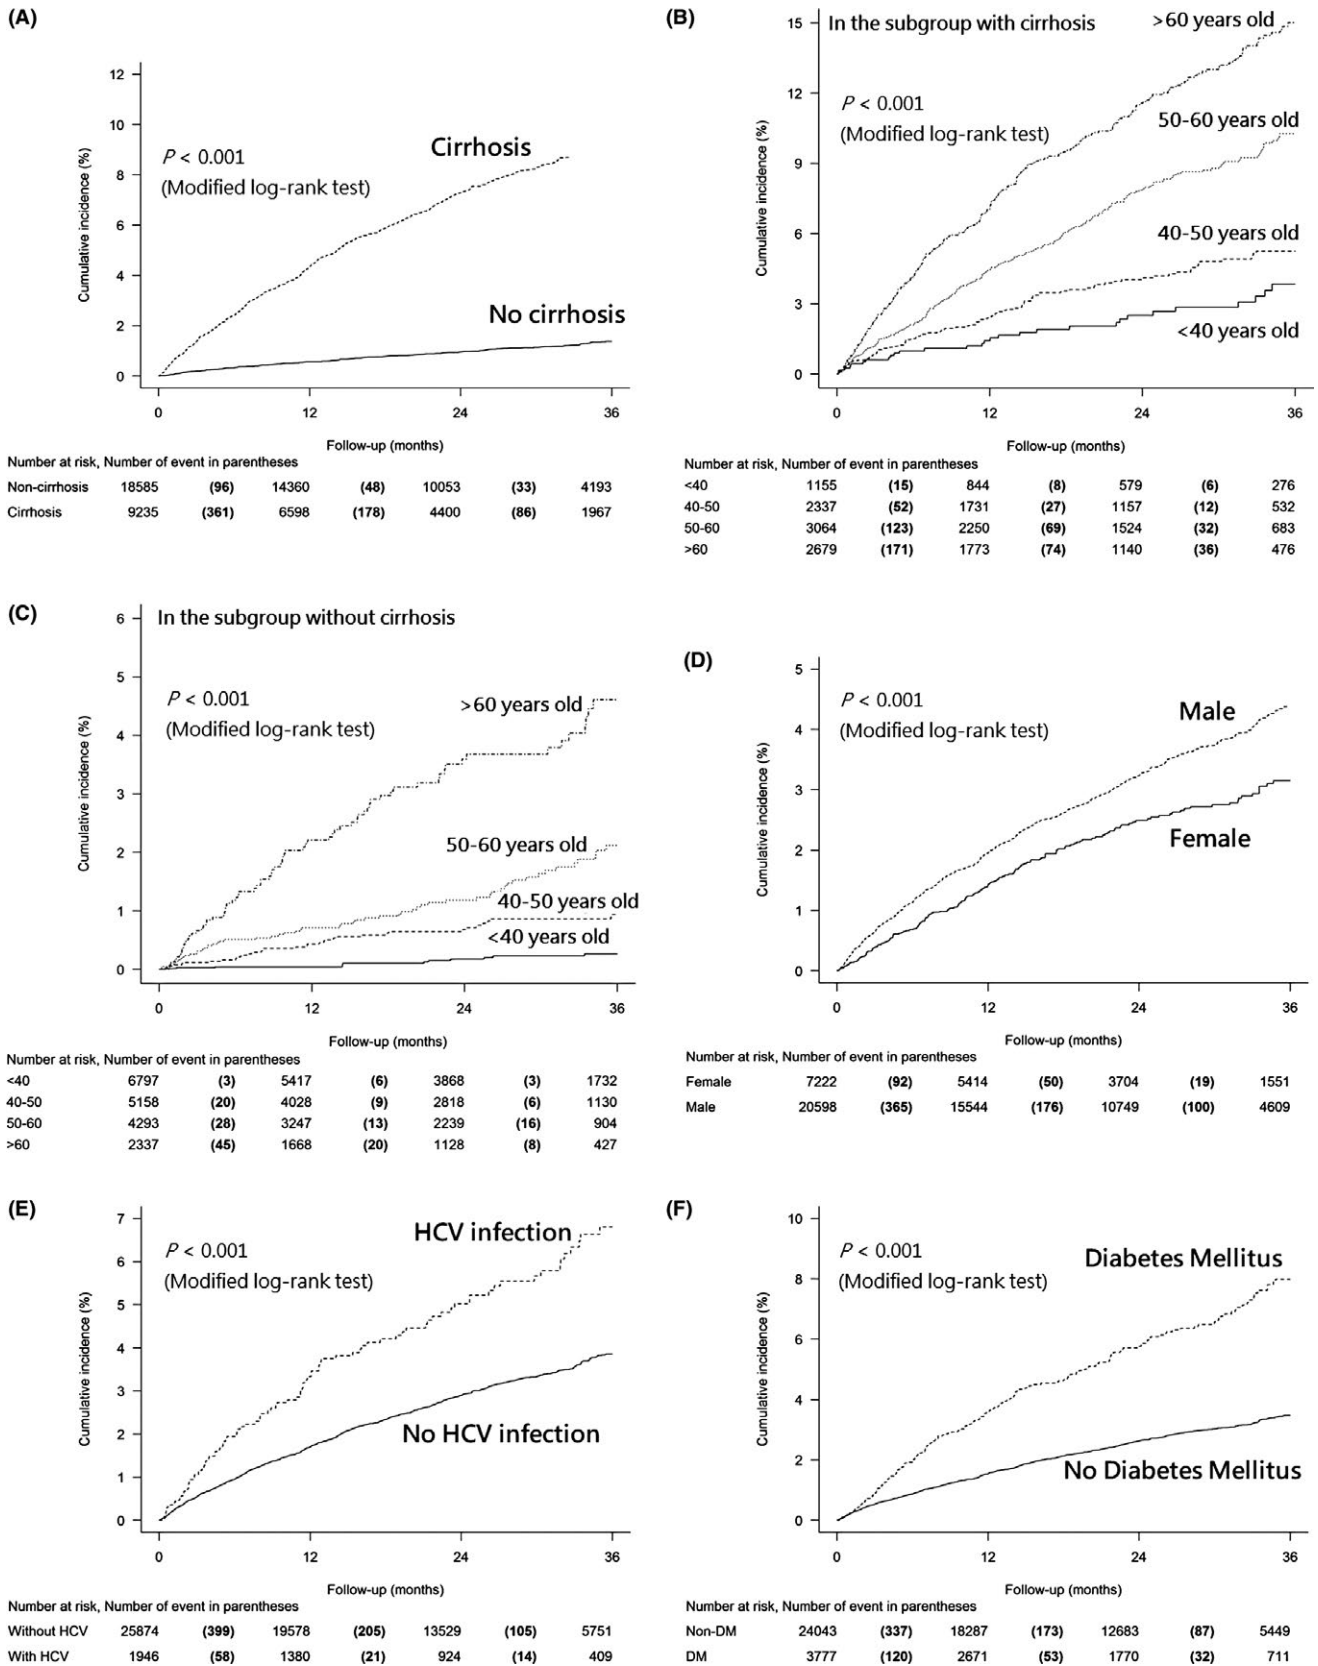 (A)
12
10
8
6
4
2
0
Cumulative incidence (%)
P < 0.001
(Modified log-rank test)
Cirrhosis
No cirrhosis
0 12 24 36
Follow-up (months)
Number at risk, Number of event in parentheses
Non-cirrhosis 18585 (96) 14360 (48) 10053 (33) 4193
Cirrhosis 9235 (361) 6598 (178) 4400 (86) 1967
(B)
In the subgroup with cirrhosis
15
12
9
6
3
0
Cumulative incidence (%)
P < 0.001
(Modified log-rank test)
>60 years old
50-60 years old
40-50 years old
<40 years old
0 12 24 36
Follow-up (months)
Number at risk, Number of event in parentheses
<40 1155 (15) 844 (8) 579 (6) 276
40-50 2337 (52) 1731 (27) 1157 (12) 532
50-60 3064 (123) 2250 (69) 1524 (32) 683
>60 2679 (171) 1773 (74) 1140 (36) 476
(C)
In the subgroup without cirrhosis
6
5
4
3
2
1
0
Cumulative incidence (%)
P < 0.001
(Modified log-rank test)
>60 years old
50-60 years old
40-50 years old
<40 years old
0 12 24 36
Follow-up (months)
Number at risk, Number of event in parentheses
<40 6797 (3) 5417 (6) 3868 (3) 1732
40-50 5158 (20) 4028 (9) 2818 (6) 1130
50-60 4293 (28) 3247 (13) 2239 (16) 904
>60 2337 (45) 1668 (20) 1128 (8) 427
(D)
5
4
3
2
1
0
Cumulative incidence (%)
P < 0.001
(Modified log-rank test)
Male
Female
0 12 24 36
Follow-up (months)
Number at risk, Number of event in parentheses
Female 7222 (92) 5414 (50) 3704 (19) 1551
Male 20598 (365) 15544 (176) 10749 (100) 4609
(E)
7
6
5
4
3
2
1
0
Cumulative incidence (%)
P < 0.001
(Modified log-rank test)
HCV infection
No HCV infection
0 12 24 36
Follow-up (months)
Number at risk, Number of event in parentheses
Without HCV 25874 (399) 19578 (205) 13529 (105) 5751
With HCV 1946 (58) 1380 (21) 924 (14) 409
(F)
10
8
6
4
2
0
Cumulative incidence (%)
P < 0.001
(Modified log-rank test)
Diabetes Mellitus
No Diabetes Mellitus
0 12 24 36
Follow-up (months)
Number at risk, Number of event in parentheses
Non-DM 24043 (337) 18287 (173) 12683 (87) 5449
DM 3777 (120) 2671 (53) 1770 (32) 711